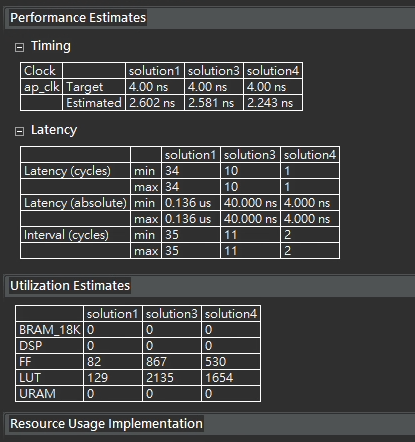 Performance Estimates
Timing
Clock solution1 solution3 solution4
ap_clk Target 4.00 ns 4.00 ns 4.00 ns
Estimated 2.602 ns 2.581 ns 2.243 ns
Latency
solution1 solution3 solution4
Latency (cycles) min 34 10 1
max 34 10 1
Latency (absolute) min 0.136 us 40.000 ns 4.000 ns
max 0.136 us 40.000 ns 4.000 ns
Interval (cycles) min 35 11 2
max 35 11 2
Utilization Estimates
solution1 solution3 solution4
BRAM_18K 0 0 0
DSP 0 0 0
FF 82 867 530
LUT 129 2135 1654
URAM 0 0 0
Resource Usage Implementation